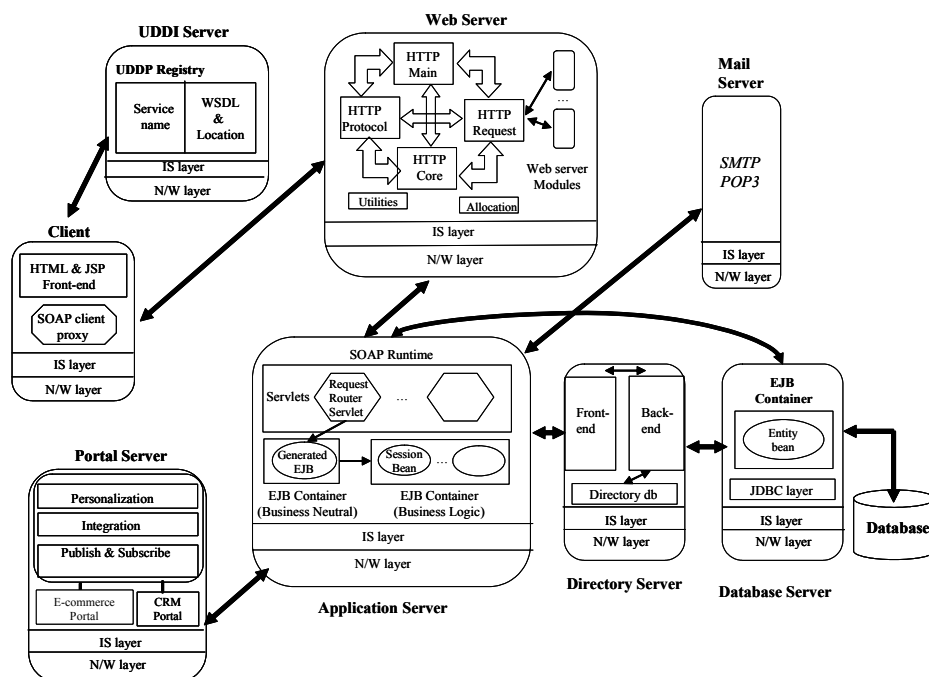 UDDI Server
UDDP Registry
Service
name
WSDL
&
Location
IS layer
N/W layer
Web Server
HTTP
Main
HTTP
Protocol
HTTP
Request
HTTP
Core
...
Web server
Modules
Utilities
Allocation
IS layer
N/W layer
Mail
Server
SMTP
POP3
IS layer
N/W layer
Client
HTML & JSP
Front-end
SOAP client
proxy
IS layer
N/W layer
SOAP Runtime
Servlets
Request
Router
Servlet
...
Generated
EJB
Session
Bean
...
EJB Container
(Business Neutral)
EJB Container
(Business Logic)
IS layer
N/W layer
Application Server
Front-
end
Back-
end
Directory db
IS layer
N/W layer
Directory Server
EJB
Container
Entity
bean
JDBC layer
IS layer
N/W layer
Database Server
Database
Portal Server
Personalization
Integration
Publish & Subscribe
E-commerce
Portal
CRM
Portal
IS layer
N/W layer